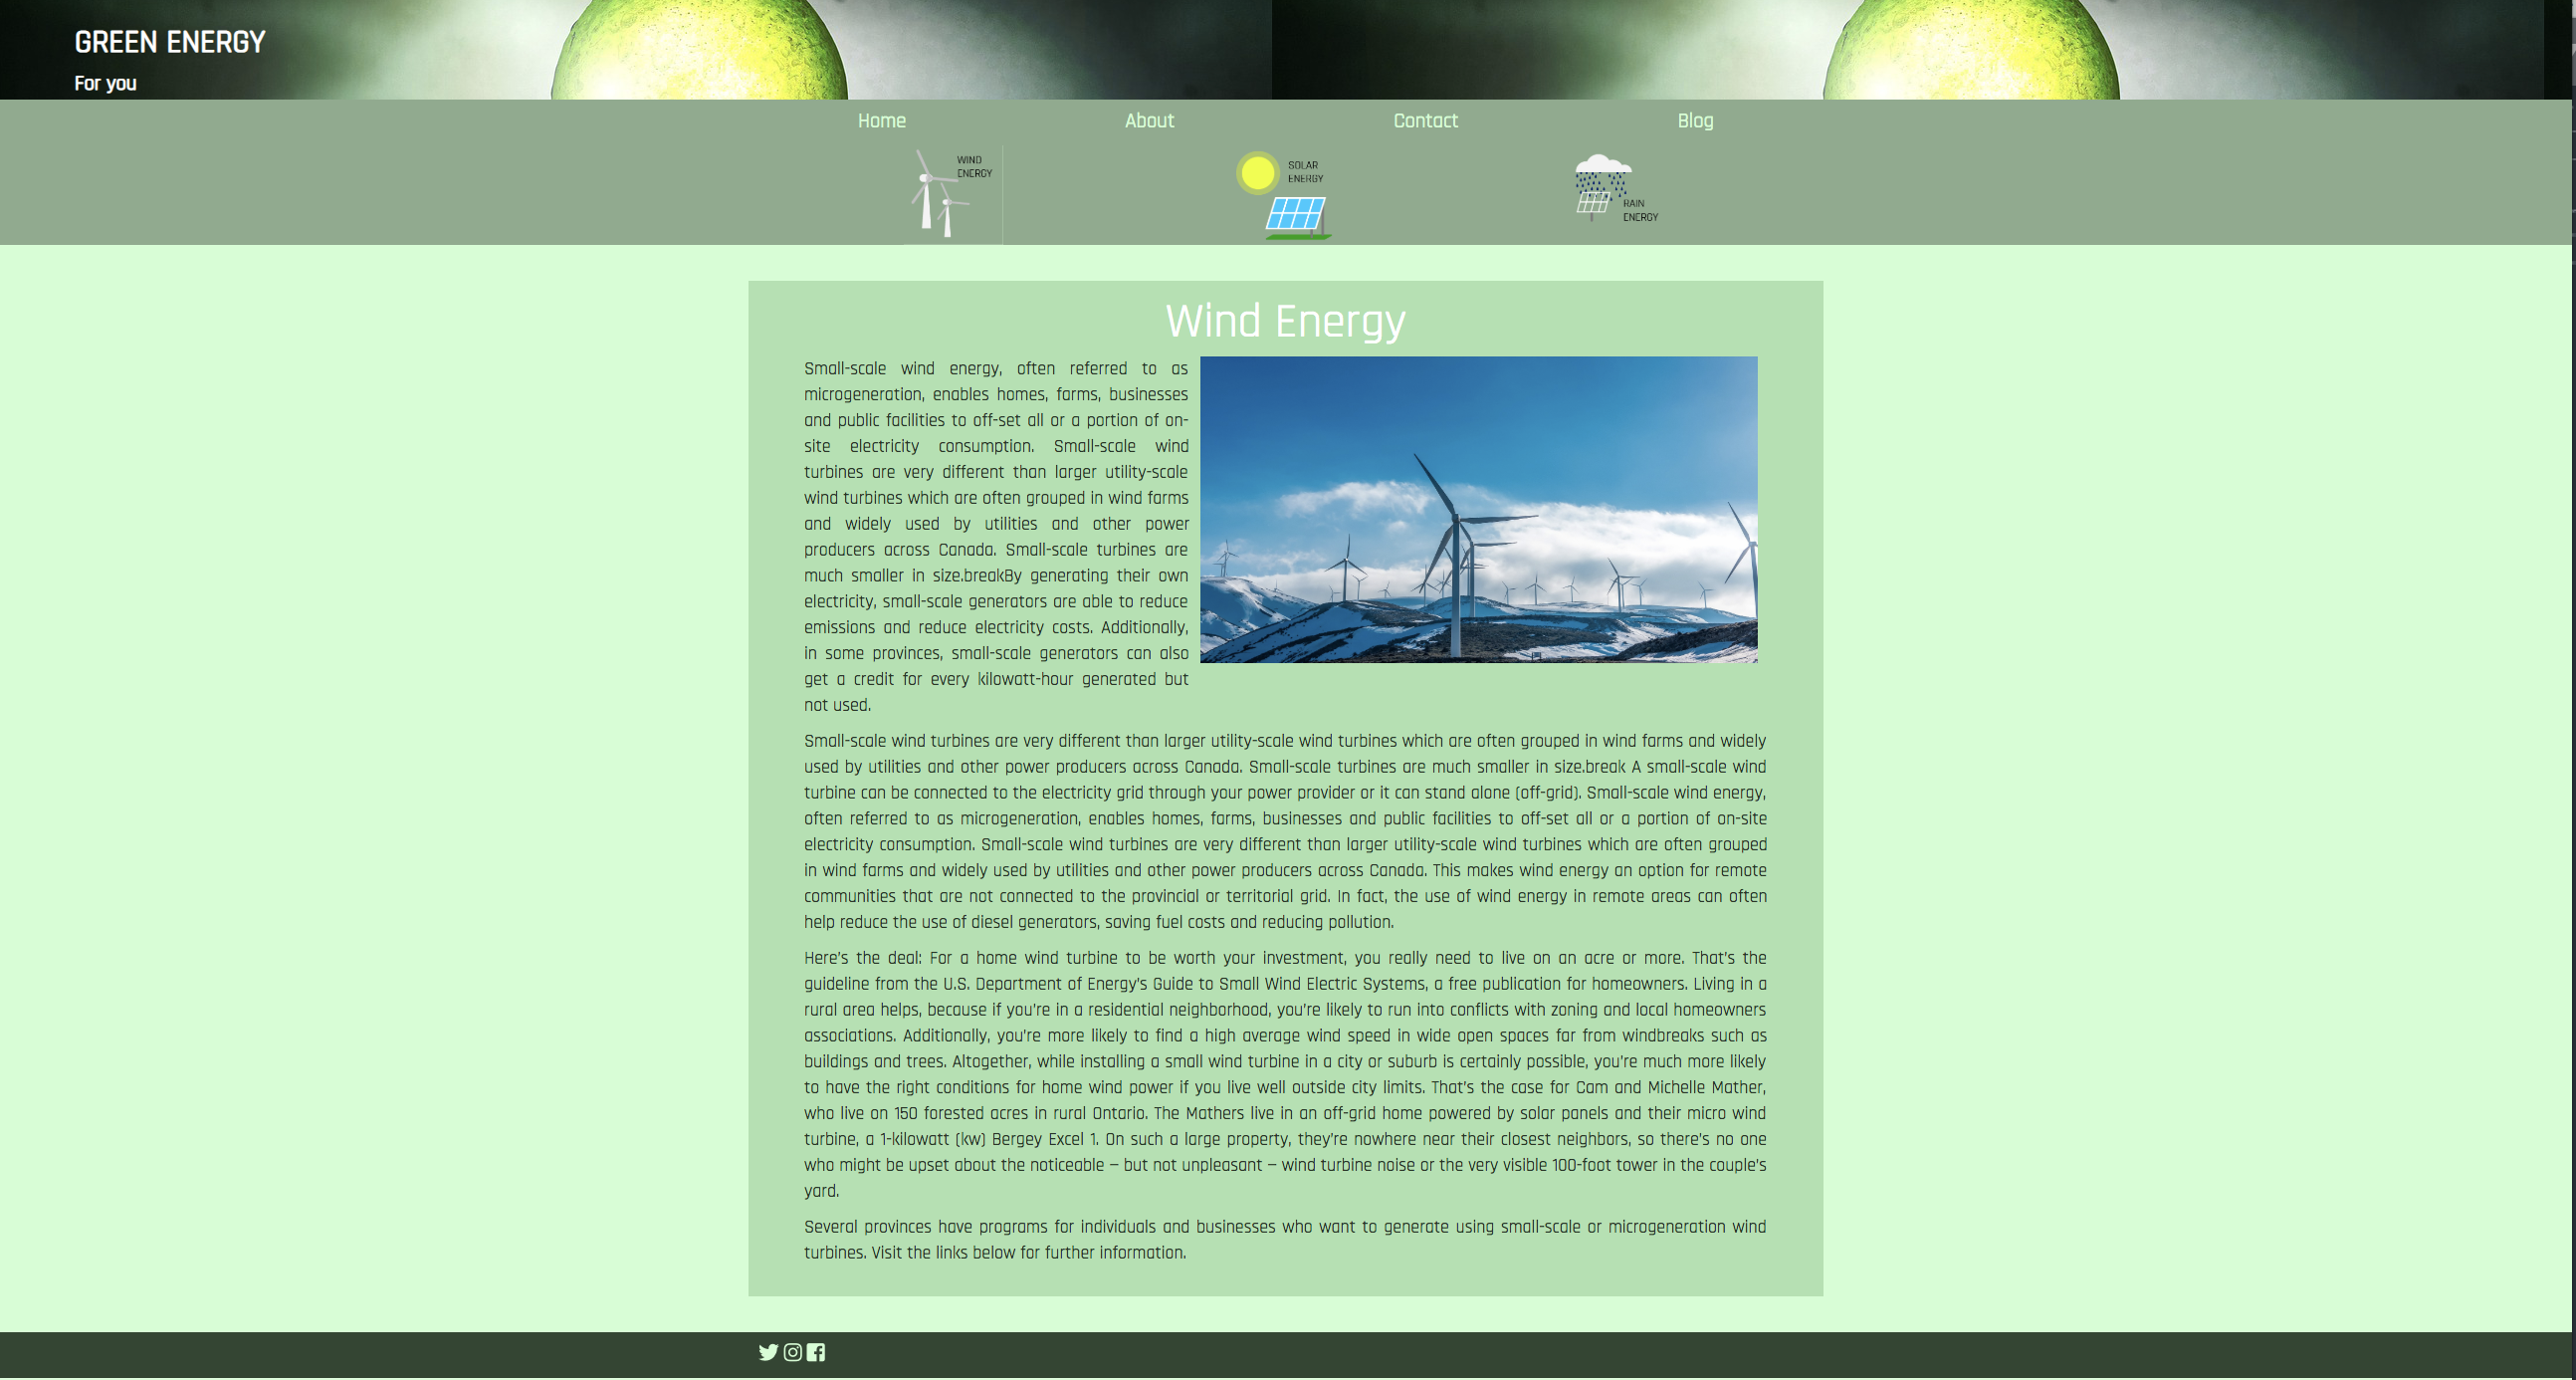 GREEN ENERGY
For you
Home About Contact Blog
WIND
ENERGY
SOLAR
ENERGY
RAIN
ENERGY
Wind Energy
Small-scale wind energy, often referred to as
microgeneration, enables homes, farms, businesses
and public facilities to off-set all or a portion of on-
site electricity consumption. Small-scale wind
turbines are very different than larger utility-scale
wind turbines which are often grouped in wind farms
and widely used by utilities and other power
producers across Canada. Small-scale turbines are
much smaller in size.breakBy generating their own
electricity, small-scale generators are able to reduce
emissions and reduce electricity costs. Additionally,
in some provinces, small-scale generators can also
get a credit for every kilowatt-hour generated but
not used.
Small-scale wind turbines are very different than larger utility-scale wind turbines which are often grouped in wind farms and widely
used by utilities and other power producers across Canada. Small-scale turbines are much smaller in size.break A small-scale wind
turbine can be connected to the electricity grid through your power provider or it can stand alone (off-grid). Small-scale wind energy,
often referred to as microgeneration, enables homes, farms, businesses and public facilities to off-set all or a portion of on-site
electricity consumption. Small-scale wind turbines are very different than larger utility-scale wind turbines which are often grouped
in wind farms and widely used by utilities and other power producers across Canada. This makes wind energy an option for remote
communities that are not connected to the provincial or territorial grid. In fact, the use of wind energy in remote areas can often
help reduce the use of diesel generators, saving fuel costs and reducing pollution.
Here's the deal: For a home wind turbine to be worth your investment, you really need to live on an acre or more. That's the
guideline from the U.S. Department of Energy's Guide to Small Wind Electric Systems, a free publication for homeowners. Living in a
rural area helps, because if you're in a residential neighborhood, you're likely to run into conflicts with zoning and local homeowners
associations. Additionally, you're more likely to find a high average wind speed in wide open spaces far from windbreaks such as
buildings and trees. Altogether, while installing a small wind turbine in a city or suburb is certainly possible, you're much more likely
to have the right conditions for home wind power if you live well outside city limits. That's the case for Cam and Michelle Mather,
who live on 150 forested acres in rural Ontario. The Mathers live in an off-grid home powered by solar panels and their micro wind
turbine, a 1-kilowatt (kw) Bergey Excel 1. On such a large property, they're nowhere near their closest neighbors, so there's no one
who might be upset about the noticeable – but not unpleasant – wind turbine noise or the very visible 100-foot tower in the couple's
yard.
Several provinces have programs for individuals and businesses who want to generate using small-scale or microgeneration wind
turbines. Visit the links below for further information.